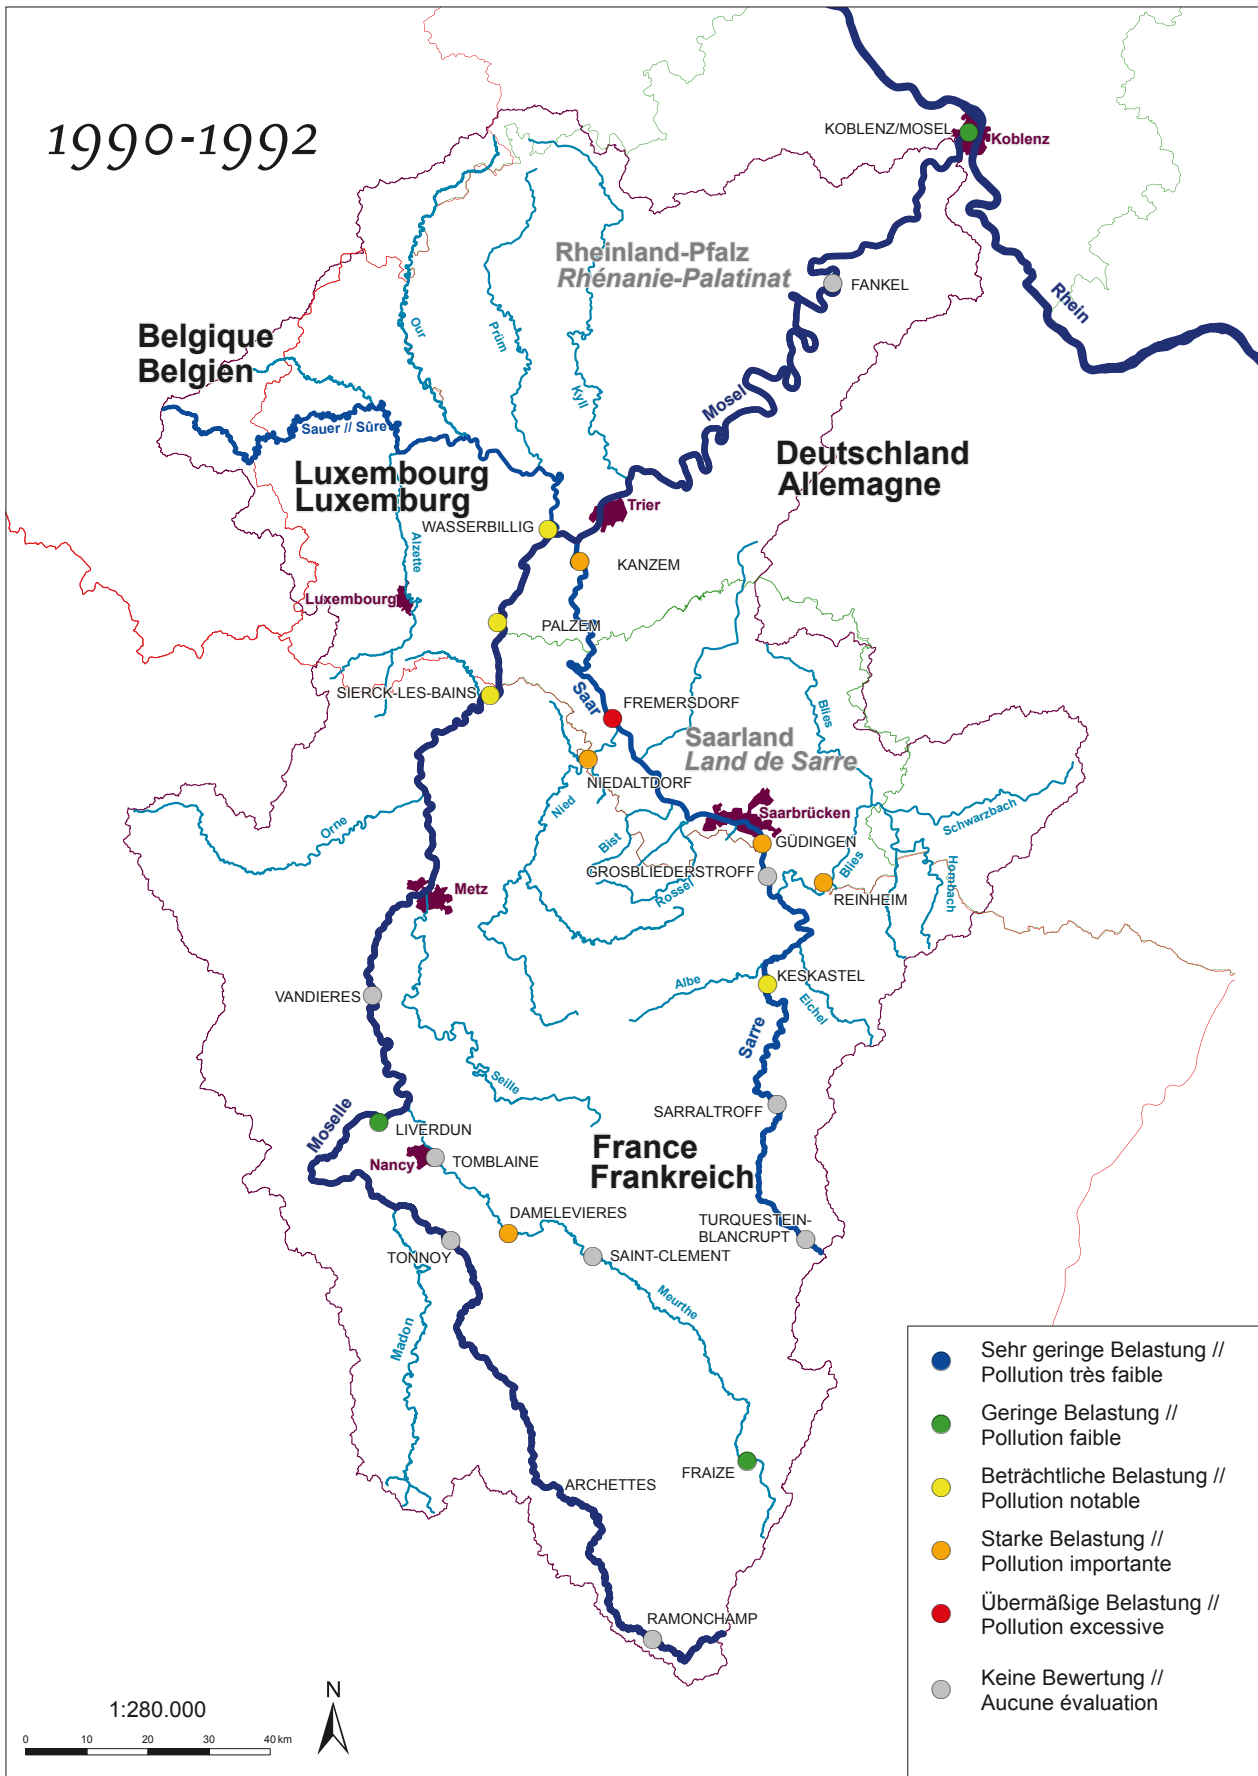 1990-1992
KOBLENZ/MOSEL
Koblenz
Rheinland-Pfalz
Rhénanie-Palatinat
FANKEL
Rhein
Our
Prüm
Kyll
Belgique
Belgien
Mosel
Sauer // Sûre
Deutschland
Allemagne
Luxembourg
Luxemburg
Trier
WASSERBILLIG
Alzette
KANZEM
Luxembourg
PALZEM
SIERCK-LES-BAINS
Saar
FREMERSDORF
Blies
Saarland
Land de Sarre
NIEDALTDORF
Nied
Saarbrücken
Schwarzbach
Orne
Bist
GÜDINGEN
GROSBLIEDERSTROFF
Blies
Hornbach
Rossel
REINHEIM
Metz
Albe
KESKASTEL
Eichel
VANDIERES
Sarre
Seille
SARRALTROFF
Moselle
LIVERDUN
France
Frankreich
Nancy
TOMBLAINE
DAMELEVIERES
TURQUESTEIN-
BLANCRUPT
TONNOY
SAINT-CLEMENT
Meurthe
Madon
FRAIZE
ARCHETTES
RAMONCHAMP
Sehr geringe Belastung //
Pollution très faible
Geringe Belastung //
Pollution faible
Beträchtliche Belastung //
Pollution notable
Starke Belastung //
Pollution importante
Übermäßige Belastung //
Pollution excessive
Keine Bewertung //
Aucune évaluation
N
1:280.000
0 10 20 30 40 km